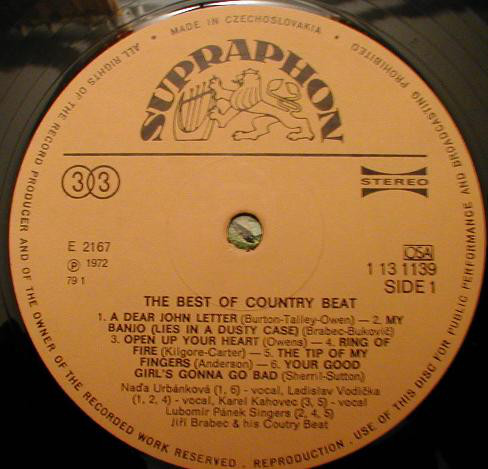 MADE IN CZECHOSLOVAKIA
ALL RIGHTS OF THE RECORD PRODUCER AND OF THE OWNER OF THE RECORDED WORK RESERVED. REPRODUCTION. USE OF THIS DISC FOR PUBLIC PERFORMANCE AND BROADCASTING PROHIBITED
SUPRAPHON
33
STEREO
E 2167
Ⓟ 1972
79 1
OSA
1 13 1139
SIDE 1
THE BEST OF COUNTRY BEAT
1. A DEAR JOHN LETTER (Burton-Talley-Owen) — 2. MY
BANJO (LIES IN A DUSTY CASE) (Brabec-Bukovič)
3. OPEN UP YOUR HEART (Owens) — 4. RING OF
FIRE (Kilgore-Carter) — 5. THE TIP OF MY
FINGERS (Anderson) — 6. YOUR GOOD
GIRL'S GONNA GO BAD (Sherril-Sutton)
Naďa Urbánková (1, 6) - vocal, Ladislav Vodička
(1, 2, 4) - vocal, Karel Kahovec (3, 5) - vocal
Lubomír Pánek Singers (2, 4, 5)
Jiří Brabec & his Coutry Beat